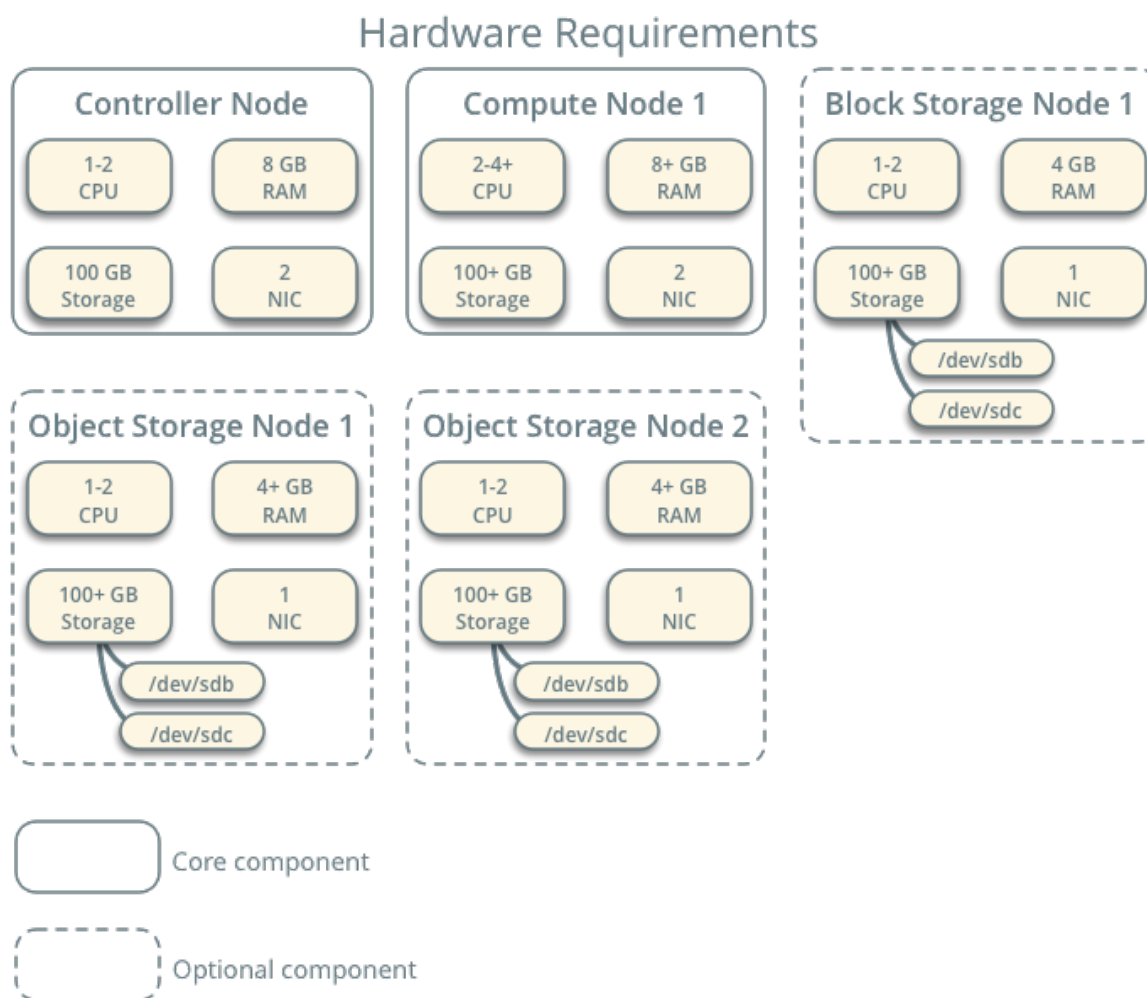 Hardware Requirements
Controller Node
1-2
CPU
8 GB
RAM
100 GB
Storage
2
NIC
Compute Node 1
2-4+
CPU
8+ GB
RAM
100+ GB
Storage
2
NIC
Block Storage Node 1
1-2
CPU
4 GB
RAM
100+ GB
Storage
1
NIC
/dev/sdb
/dev/sdc
Object Storage Node 1
1-2
CPU
4+ GB
RAM
100+ GB
Storage
1
NIC
/dev/sdb
/dev/sdc
Object Storage Node 2
1-2
CPU
4+ GB
RAM
100+ GB
Storage
1
NIC
/dev/sdb
/dev/sdc
Core component
Optional component